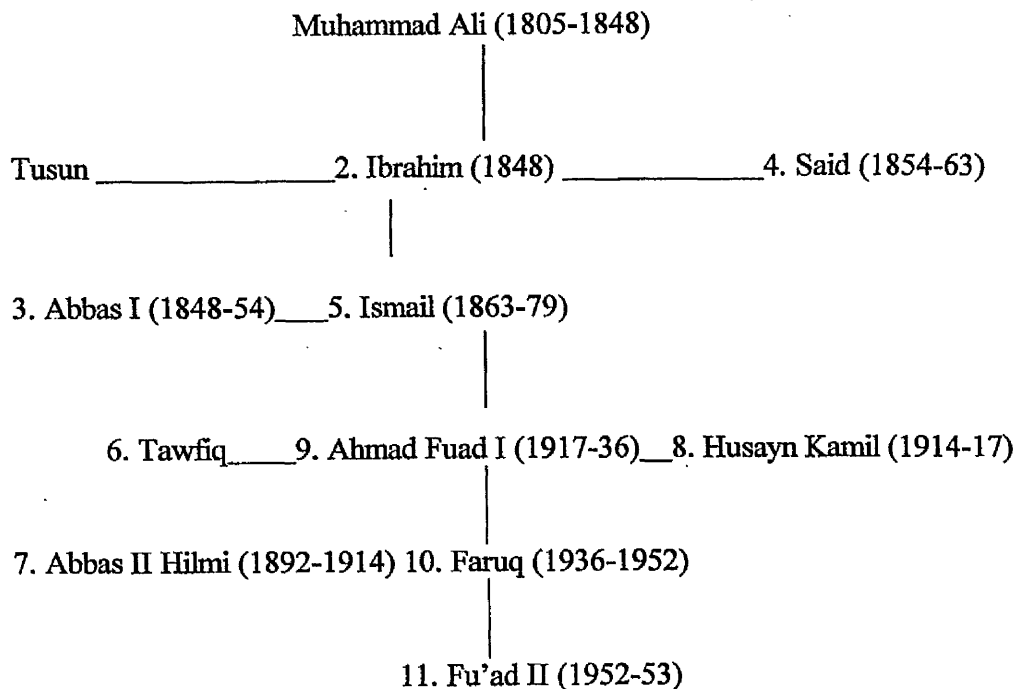 Muhammad Ali (1805-1848)
Tusun 2. Ibrahim (1848) 4. Said (1854-63)
3. Abbas I (1848-54) 5. Ismail (1863-79)
6. Tawfiq 9. Ahmad Fuad I (1917-36) 8. Husayn Kamil (1914-17)
7. Abbas II Hilmi (1892-1914) 10. Faruq (1936-1952)
11. Fu'ad II (1952-53)